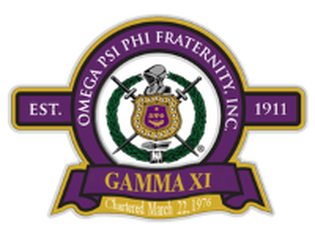 OMEGA PSI PHI FRATERNITY, INC.
EST. 1911
®
GAMMA XI
Chartered March 22, 1976